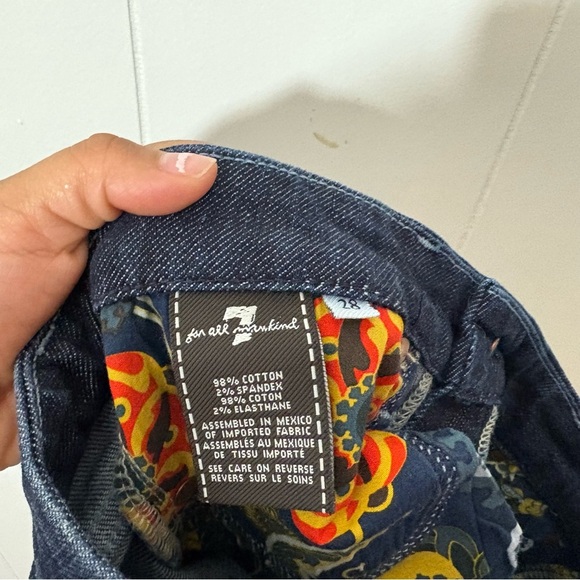 7
for all mankind
28
98% COTTON
2% SPANDEX
98% COTON
2% ELASTHANE
ASSEMBLED IN MEXICO
OF IMPORTED FABRIC
ASSEMBLÉS AU MEXIQUE
DE TISSU IMPORTÉ
SEE CARE ON REVERSE
REVERS SUR LE SOINS